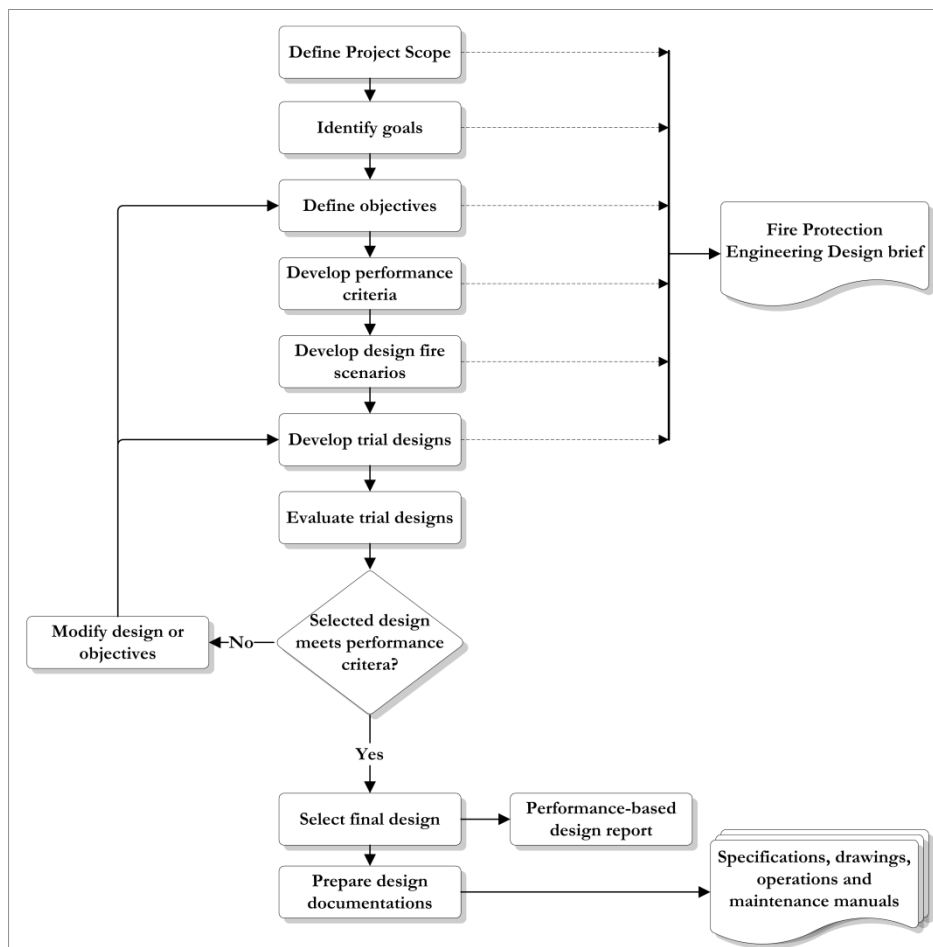 Define Project Scope
Identify goals
Define objectives
Fire Protection
Engineering Design brief
Develop performance
criteria
Develop design fire
scenarios
Develop trial designs
Evaluate trial designs
Selected design
meets performance
critera?
No
Modify design or
objectives
Yes
Select final design
Performance-based
design report
Prepare design
documentations
Specifications, drawings,
operations and
maintenance manuals